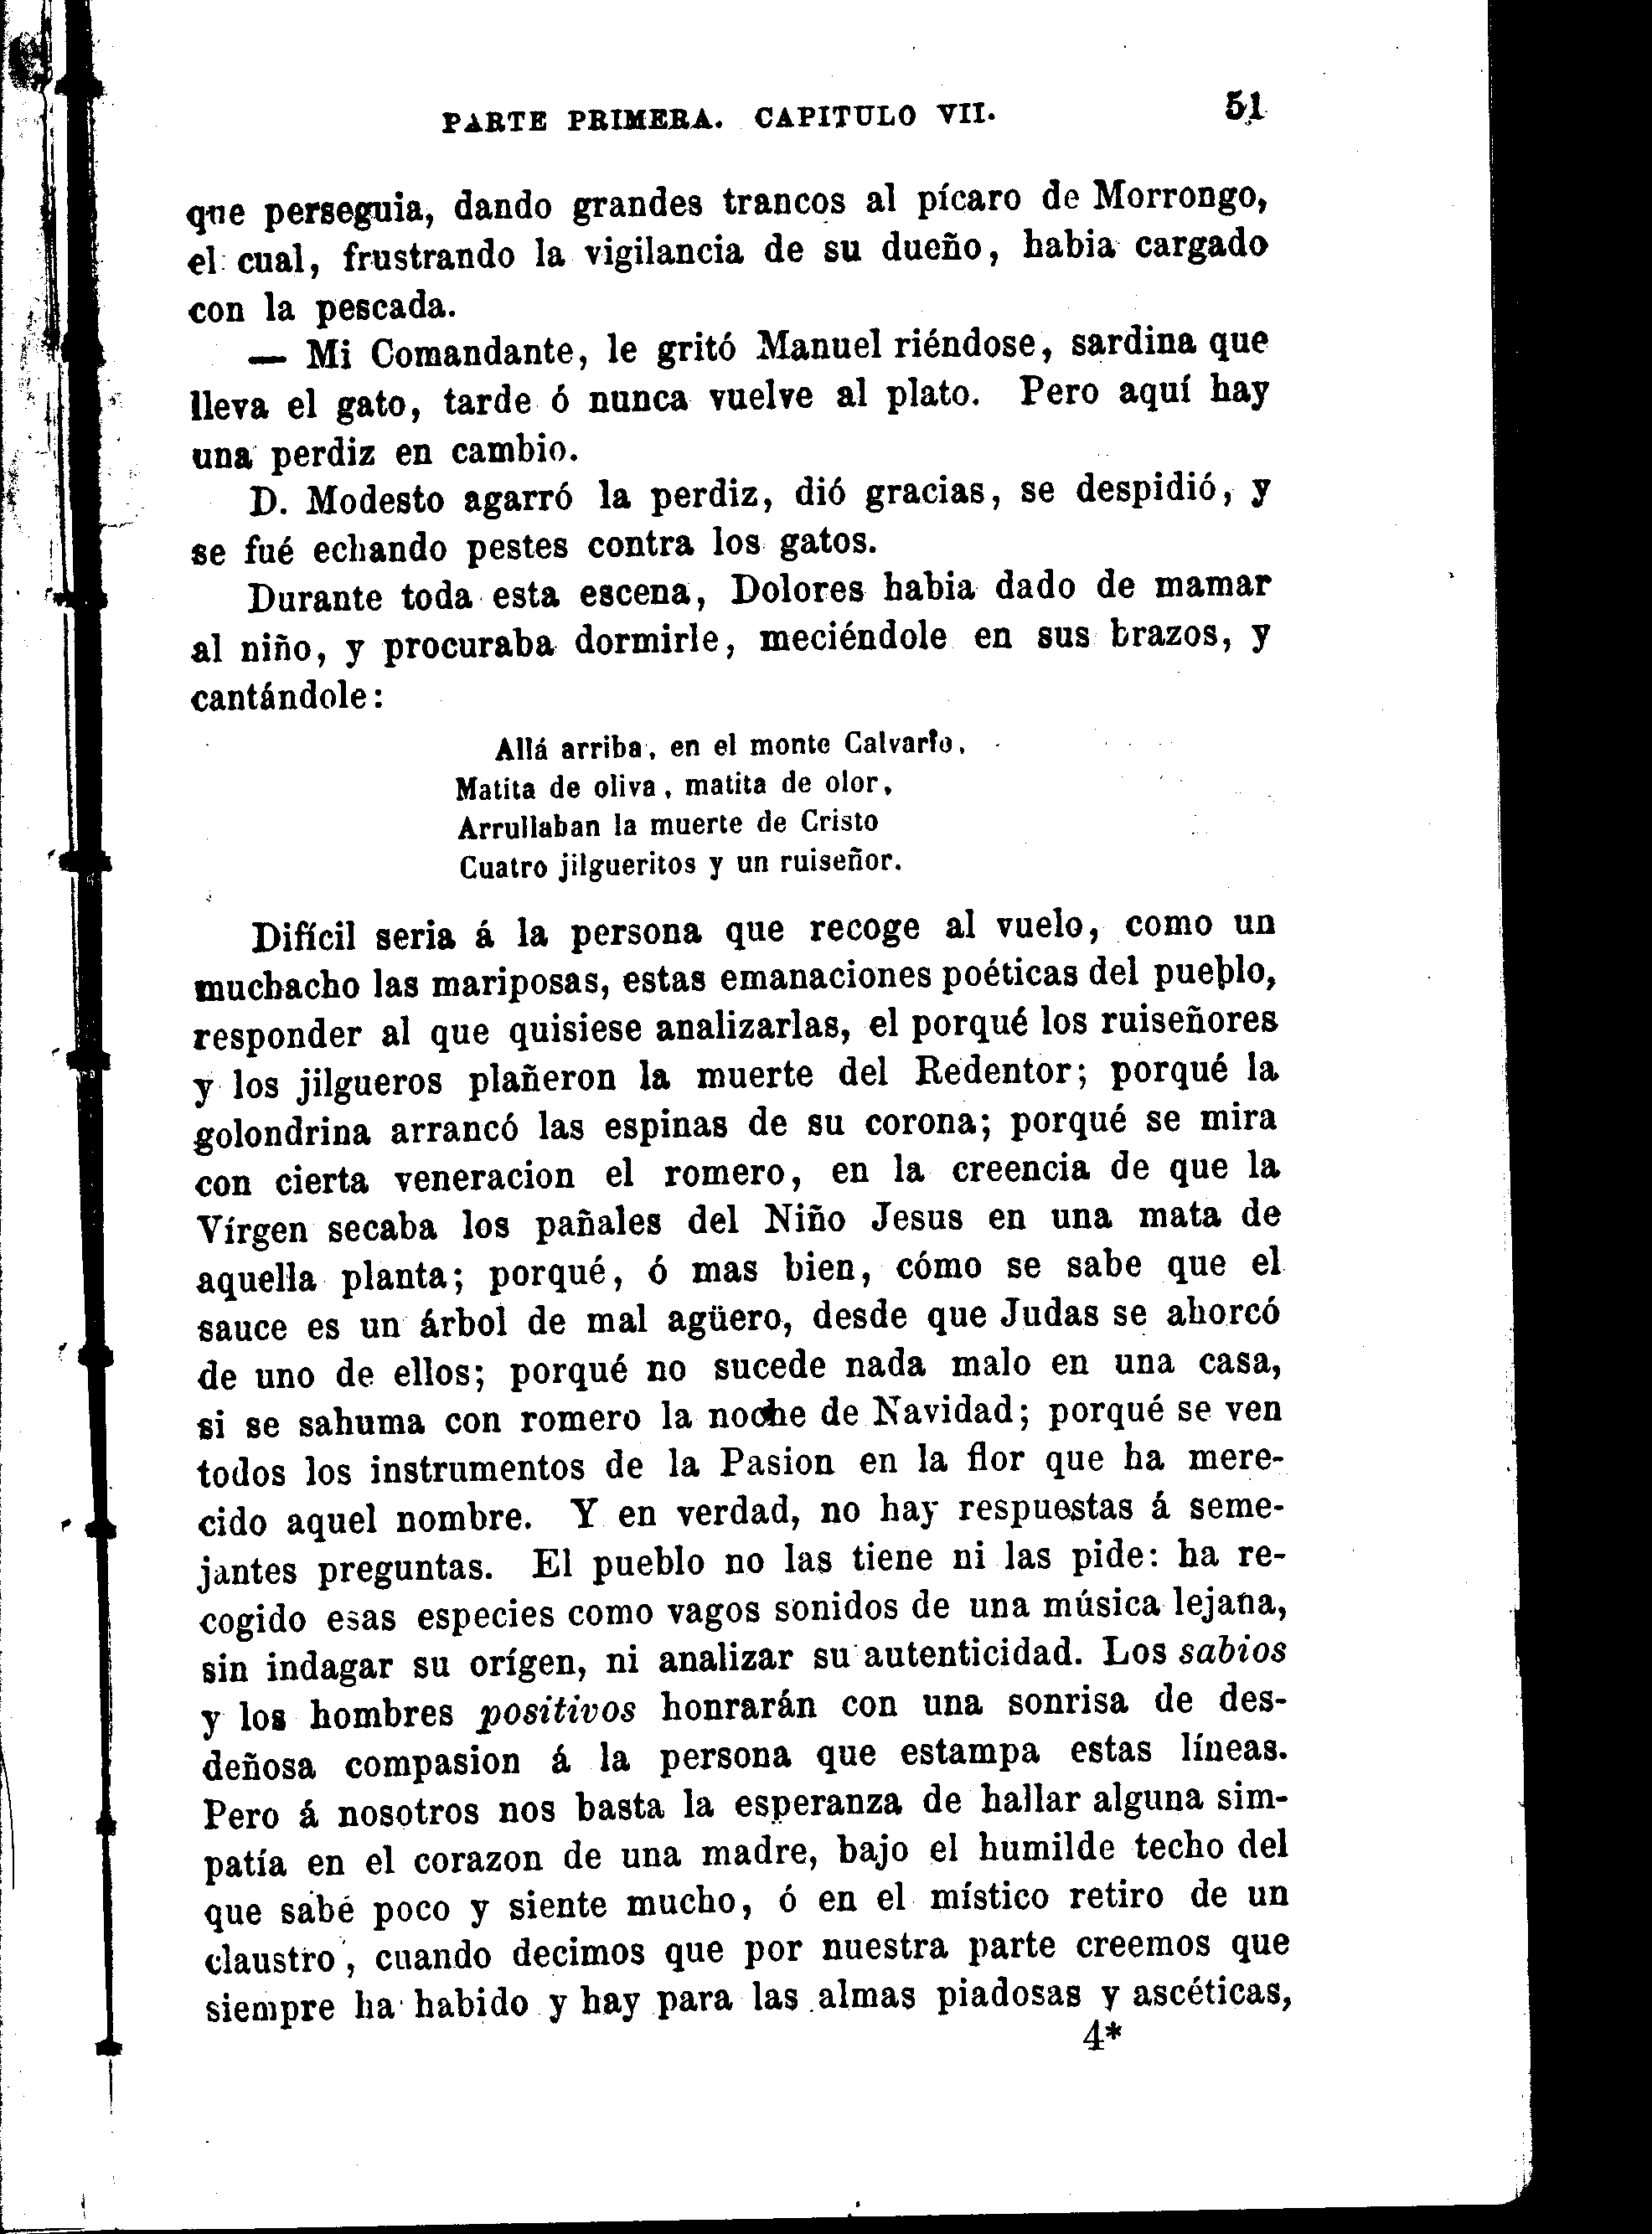 PARTE PRIMERA. CAPITULO VII. 51
que perseguia, dando grandes trancos al pícaro de Morrongo,
el cual, frustrando la vigilancia de su dueño, habia cargado
con la pescada.
— Mi Comandante, le gritó Manuel riéndose, sardina que
lleva el gato, tarde ó nunca vuelve al plato. Pero aquí hay
una perdiz en cambio.
D. Modesto agarró la perdiz, dió gracias, se despidió, y
se fué echando pestes contra los gatos.
Durante toda esta escena, Dolores habia dado de mamar
al niño, y procuraba dormirle, meciéndole en sus brazos, y
cantándole:
Allá arriba, en el monte Calvario,
Matita de oliva, matita de olor,
Arrullaban la muerte de Cristo
Cuatro jilgueritos y un ruiseñor.
Difícil seria á la persona que recoge al vuelo, como un
muchacho las mariposas, estas emanaciones poéticas del pueblo,
responder al que quisiese analizarlas, el porqué los ruiseñores
y los jilgueros plañeron la muerte del Redentor; porqué la
golondrina arrancó las espinas de su corona; porqué se mira
con cierta veneracion el romero, en la creencia de que la
Vírgen secaba los pañales del Niño Jesus en una mata de
aquella planta; porqué, ó mas bien, cómo se sabe que el
sauce es un árbol de mal agüero, desde que Judas se ahorcó
de uno de ellos; porqué no sucede nada malo en una casa,
si se sahuma con romero la noche de Navidad; porqué se ven
todos los instrumentos de la Pasion en la flor que ha mere-
cido aquel nombre. Y en verdad, no hay respuestas á seme-
jantes preguntas. El pueblo no las tiene ni las pide: ha re-
cogido esas especies como vagos sonidos de una música lejana,
sin indagar su orígen, ni analizar su autenticidad. Los sabios
y los hombres positivos honrarán con una sonrisa de des-
deñosa compasion á la persona que estampa estas líneas.
Pero á nosotros nos basta la esperanza de hallar alguna sim-
patía en el corazon de una madre, bajo el humilde techo del
que sabe poco y siente mucho, ó en el místico retiro de un
claustro, cuando decimos que por nuestra parte creemos que
siempre ha habido y hay para las almas piadosas y ascéticas,
4*